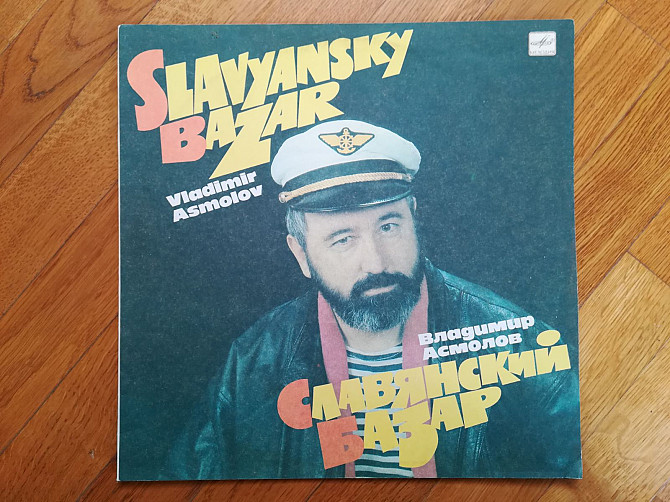 SLAVYANSKY
BAZAR
Vladimir
Asmolov
Владимир
Асмолов
СЛАВЯНСКИЙ
БАЗАР